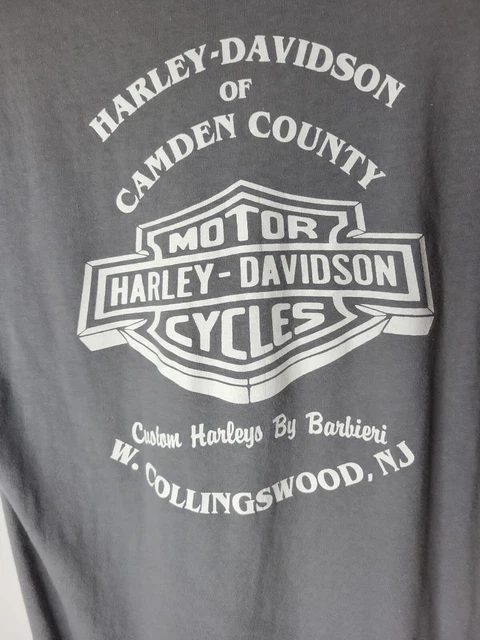 HARLEY-DAVIDSON
OF
CAMDEN COUNTY
MOTOR
HARLEY-DAVIDSON
CYCLES
Custom Harleys By Barbieri
W. COLLINGSWOOD, NJ